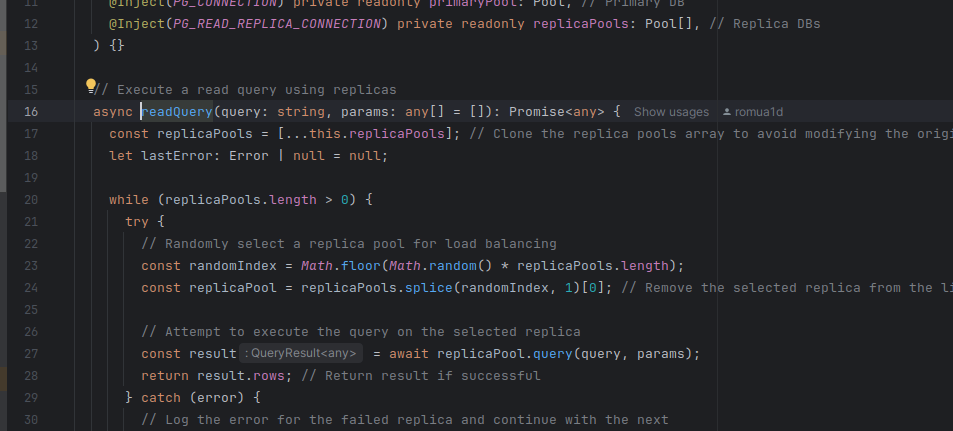 11 @Inject(PG_CONNECTION) private readonly primaryPool: Pool, // Primary DB
12 @Inject(PG_READ_REPLICA_CONNECTION) private readonly replicaPools: Pool[], // Replica DBs
13 ) {}
14
15 // Execute a read query using replicas
16 async readQuery(query: string, params: any[] = []): Promise<any> { Show usages romua1d
17 const replicaPools = [...this.replicaPools]; // Clone the replica pools array to avoid modifying the origi
18 let lastError: Error | null = null;
19
20 while (replicaPools.length > 0) {
21 try {
22 // Randomly select a replica pool for load balancing
23 const randomIndex = Math.floor(Math.random() * replicaPools.length);
24 const replicaPool = replicaPools.splice(randomIndex, 1)[0]; // Remove the selected replica from the li
25
26 // Attempt to execute the query on the selected replica
27 const result : QueryResult<any> = await replicaPool.query(query, params);
28 return result.rows; // Return result if successful
29 } catch (error) {
30 // Log the error for the failed replica and continue with the next